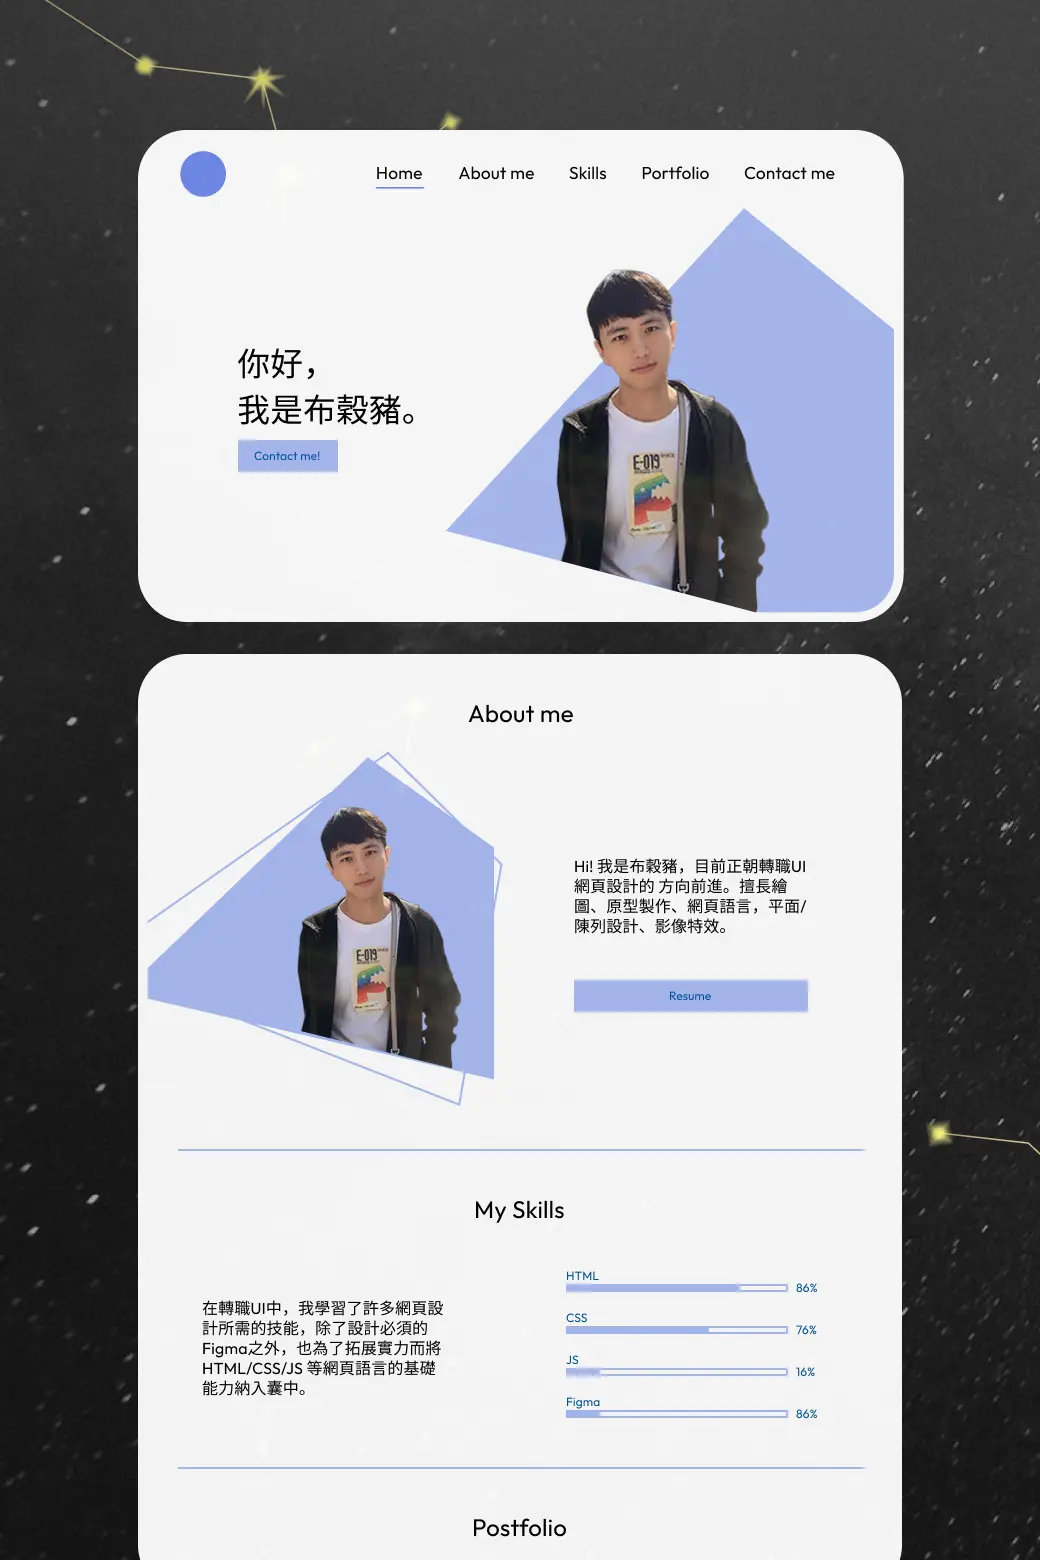 Home About me Skills Portfolio Contact me
你好，
我是布穀豬。
Contact me!
E-019
About me
E-019
Hi! 我是布穀豬，目前正朝轉職UI
網頁設計的 方向前進。擅長繪
圖、原型製作、網頁語言，平面/
陳列設計、影像特效。
Resume
My Skills
在轉職UI中，我學習了許多網頁設
計所需的技能，除了設計必須的
Figma之外，也為了拓展實力而將
HTML/CSS/JS 等網頁語言的基礎
能力納入囊中。
HTML
86%
CSS
76%
JS
16%
Figma
86%
Postfolio